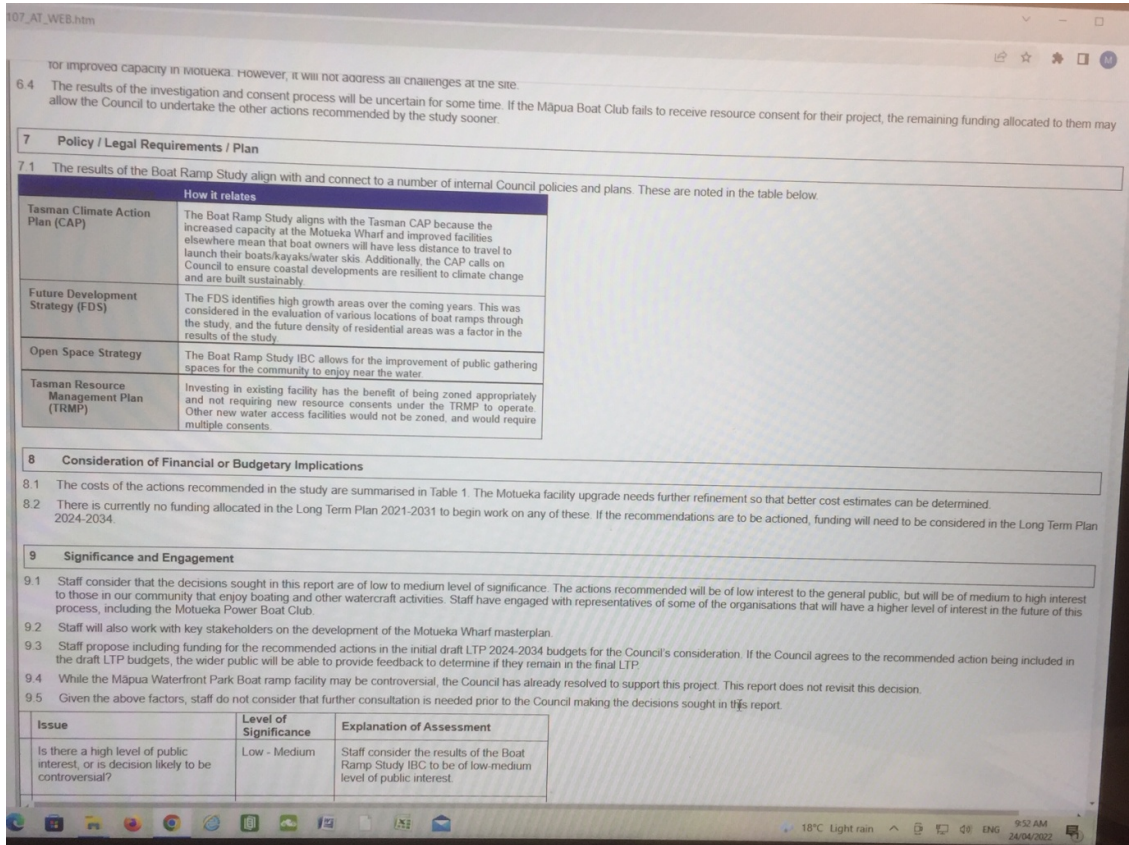 107_AT_WEB.htm
for improved capacity in Motueka. However, it will not address all challenges at the site.
6.4 The results of the investigation and consent process will be uncertain for some time. If the Māpua Boat Club fails to receive resource consent for their project, the remaining funding allocated to them may
allow the Council to undertake the other actions recommended by the study sooner.
7 Policy / Legal Requirements / Plan
7.1 The results of the Boat Ramp Study align with and connect to a number of internal Council policies and plans. These are noted in the table below.
How it relates
Tasman Climate Action
Plan (CAP)
The Boat Ramp Study aligns with the Tasman CAP because the
increased capacity at the Motueka Wharf and improved facilities
elsewhere mean that boat owners will have less distance to travel to
launch their boats/kayaks/water skis. Additionally, the CAP calls on
Council to ensure coastal developments are resilient to climate change
and are built sustainably.
Future Development
Strategy (FDS)
The FDS identifies high growth areas over the coming years. This was
considered in the evaluation of various locations of boat ramps through
the study, and the future density of residential areas was a factor in the
results of the study.
Open Space Strategy
The Boat Ramp Study IBC allows for the improvement of public gathering
spaces for the community to enjoy near the water.
Tasman Resource
Management Plan
(TRMP)
Investing in existing facility has the benefit of being zoned appropriately
and not requiring new resource consents under the TRMP to operate.
Other new water access facilities would not be zoned, and would require
multiple consents.
8 Consideration of Financial or Budgetary Implications
8.1 The costs of the actions recommended in the study are summarised in Table 1. The Motueka facility upgrade needs further refinement so that better cost estimates can be determined.
8.2 There is currently no funding allocated in the Long Term Plan 2021-2031 to begin work on any of these. If the recommendations are to be actioned, funding will need to be considered in the Long Term Plan
2024-2034.
9 Significance and Engagement
9.1 Staff consider that the decisions sought in this report are of low to medium level of significance. The actions recommended will be of low interest to the general public, but will be of medium to high interest
to those in our community that enjoy boating and other watercraft activities. Staff have engaged with representatives of some of the organisations that will have a higher level of interest in the future of this
process, including the Motueka Power Boat Club.
9.2 Staff will also work with key stakeholders on the development of the Motueka Wharf masterplan.
9.3 Staff propose including funding for the recommended actions in the initial draft LTP 2024-2034 budgets for the Council's consideration. If the Council agrees to the recommended action being included in
the draft LTP budgets, the wider public will be able to provide feedback to determine if they remain in the final LTP.
9.4 While the Māpua Waterfront Park Boat ramp facility may be controversial, the Council has already resolved to support this project. This report does not revisit this decision.
9.5 Given the above factors, staff do not consider that further consultation is needed prior to the Council making the decisions sought in this report.
Issue
Level of
Significance
Explanation of Assessment
Is there a high level of public
interest, or is decision likely to be
controversial?
Low - Medium
Staff consider the results of the Boat
Ramp Study IBC to be of low-medium
level of public interest.
18°C Light rain
ENG
9:52 AM
24/04/2022